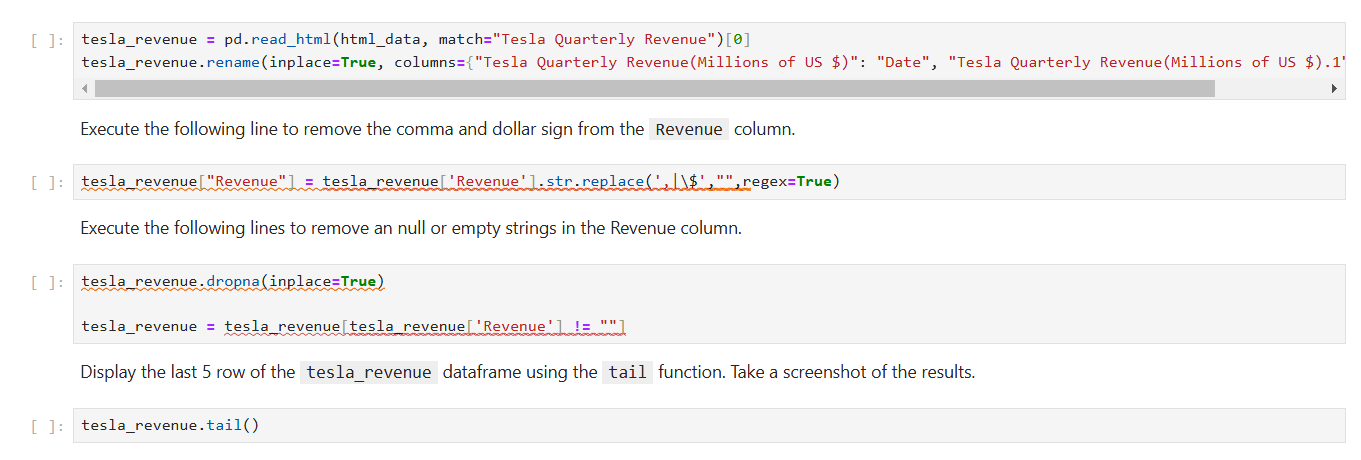 [ ]: tesla_revenue = pd.read_html(html_data, match="Tesla Quarterly Revenue")[0]
tesla_revenue.rename(inplace=True, columns={"Tesla Quarterly Revenue(Millions of US $)": "Date", "Tesla Quarterly Revenue(Millions of US $).1"
Execute the following line to remove the comma and dollar sign from the Revenue column.
[ ]: tesla_revenue["Revenue"] = tesla_revenue['Revenue'].str.replace(',|\$',"",regex=True)
Execute the following lines to remove an null or empty strings in the Revenue column.
[ ]: tesla_revenue.dropna(inplace=True)
tesla_revenue = tesla_revenue[tesla_revenue['Revenue'] != ""]
Display the last 5 row of the tesla_revenue dataframe using the tail function. Take a screenshot of the results.
[ ]: tesla_revenue.tail()